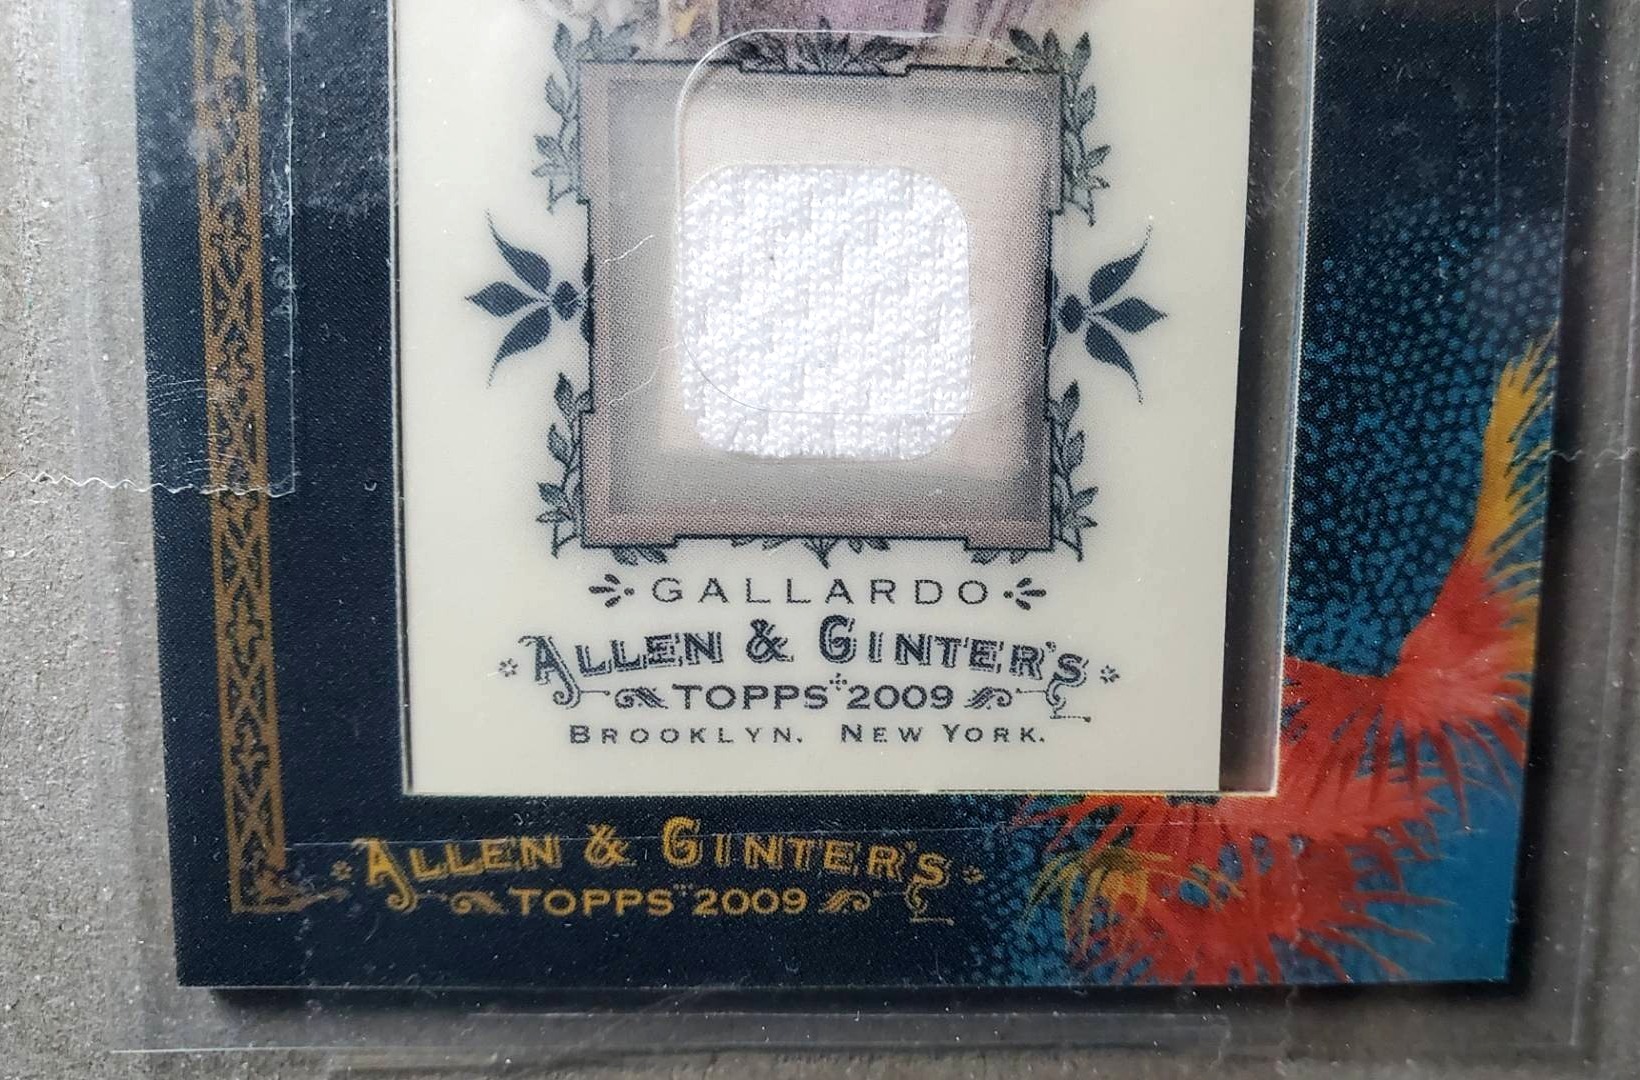 GALLARDO
ALLEN & GINTER'S
TOPPS 2009
BROOKLYN. NEW YORK.
ALLEN & GINTER'S
TOPPS 2009